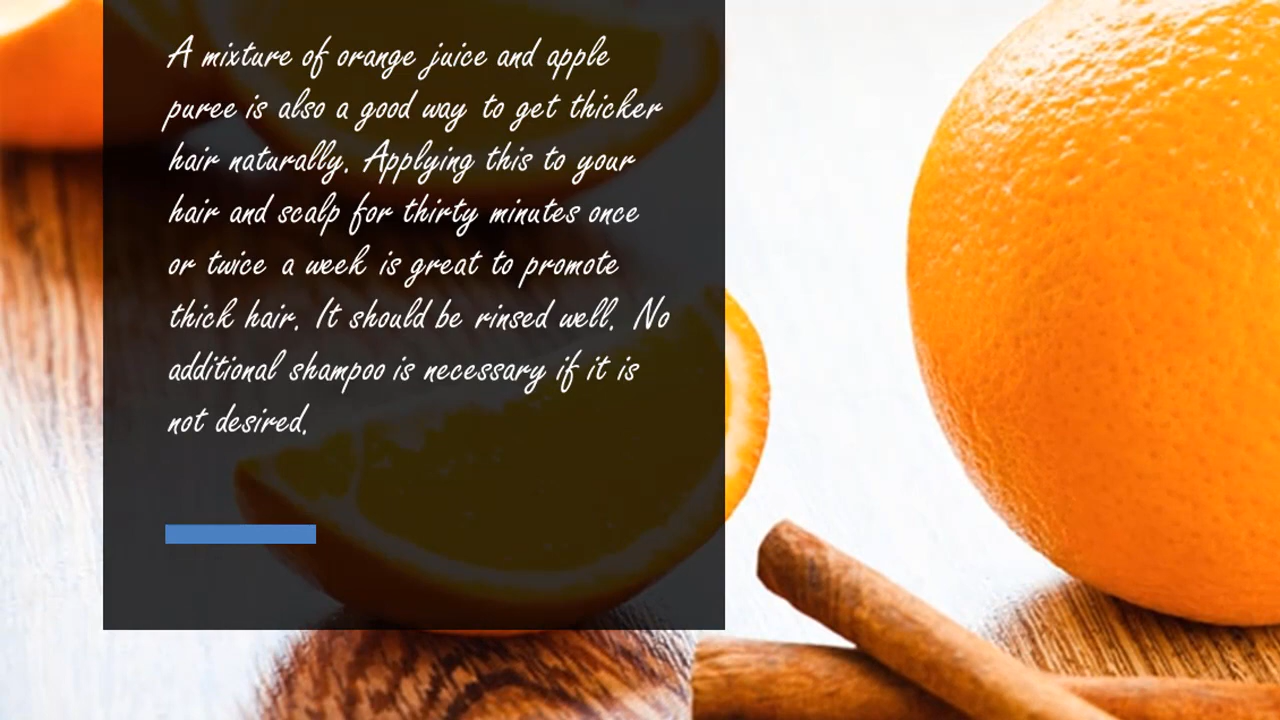 A mixture of orange juice and apple
puree is also a good way to get thicker
hair naturally. Applying this to your
hair and scalp for thirty minutes once
or twice a week is great to promote
thick hair. It should be rinsed well. No
additional shampoo is necessary if it is
not desired.